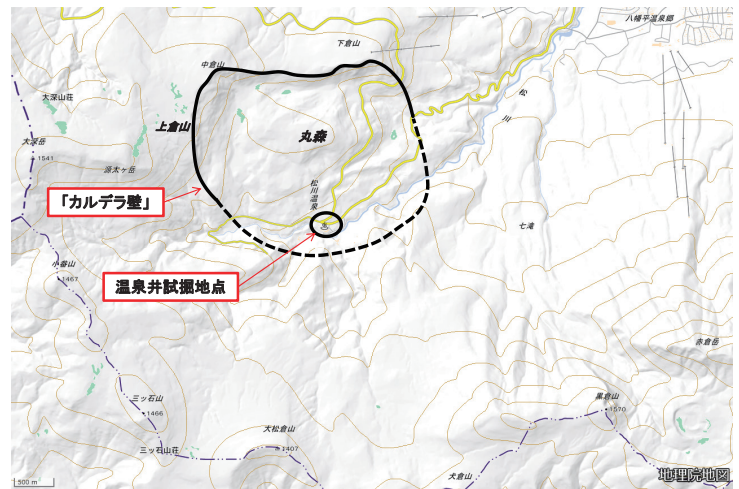 八幡平温泉郷
下倉山
中倉山
大深山荘
松川
上倉山
丸森
大深岳
1541
源太ヶ岳
松川温泉
「カルデラ壁」
七滝
小畚山
1467
温泉井試掘地点
赤倉岳
三ッ石山
1466
黒倉山
1570
大松倉山
1407
三ッ石山荘
犬倉山
500 m
地理院地図